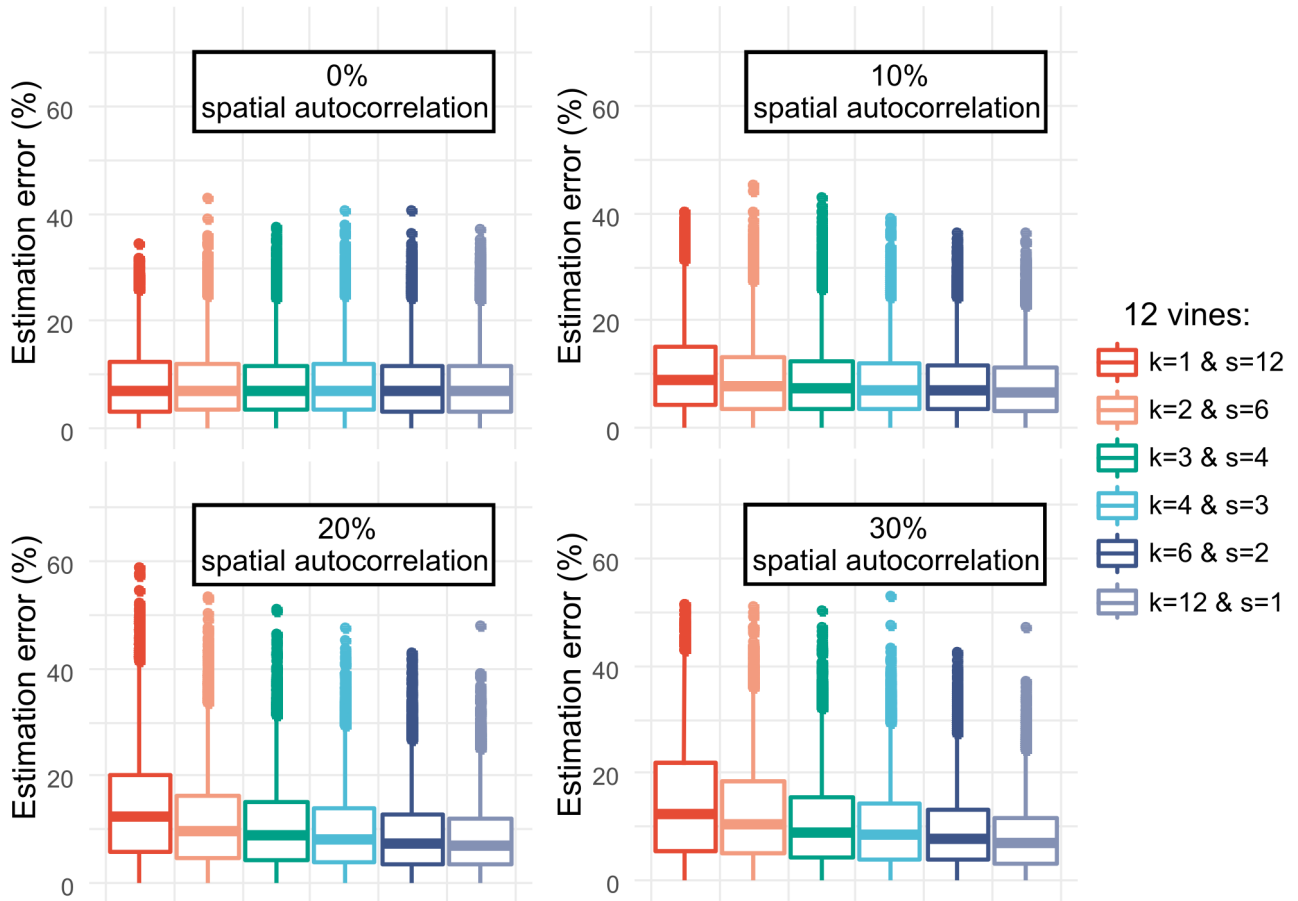 0%
spatial autocorrelation
Estimation error (%)
60
40
20
0
10%
spatial autocorrelation
Estimation error (%)
60
40
20
0
20%
spatial autocorrelation
Estimation error (%)
60
40
20
0
30%
spatial autocorrelation
Estimation error (%)
60
40
20
0
12 vines:
k=1 & s=12
k=2 & s=6
k=3 & s=4
k=4 & s=3
k=6 & s=2
k=12 & s=1